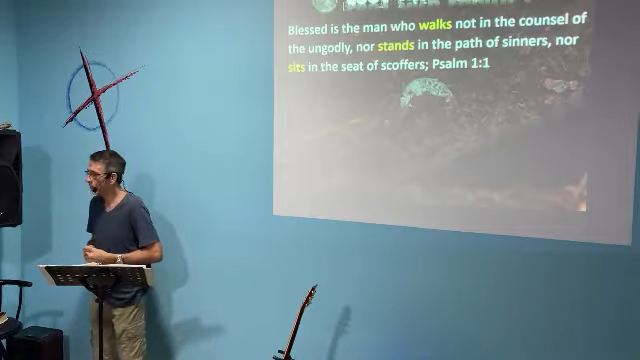 Blessed is the man who walks not in the counsel of
the ungodly, nor stands in the path of sinners, nor
sits in the seat of scoffers; Psalm 1:1